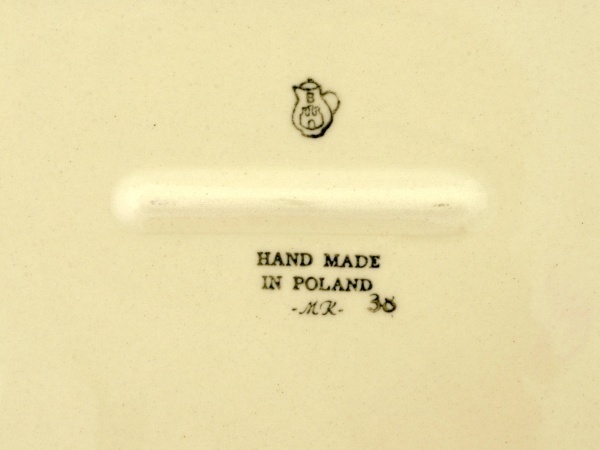 B
HAND MADE
IN POLAND
-MK- 38